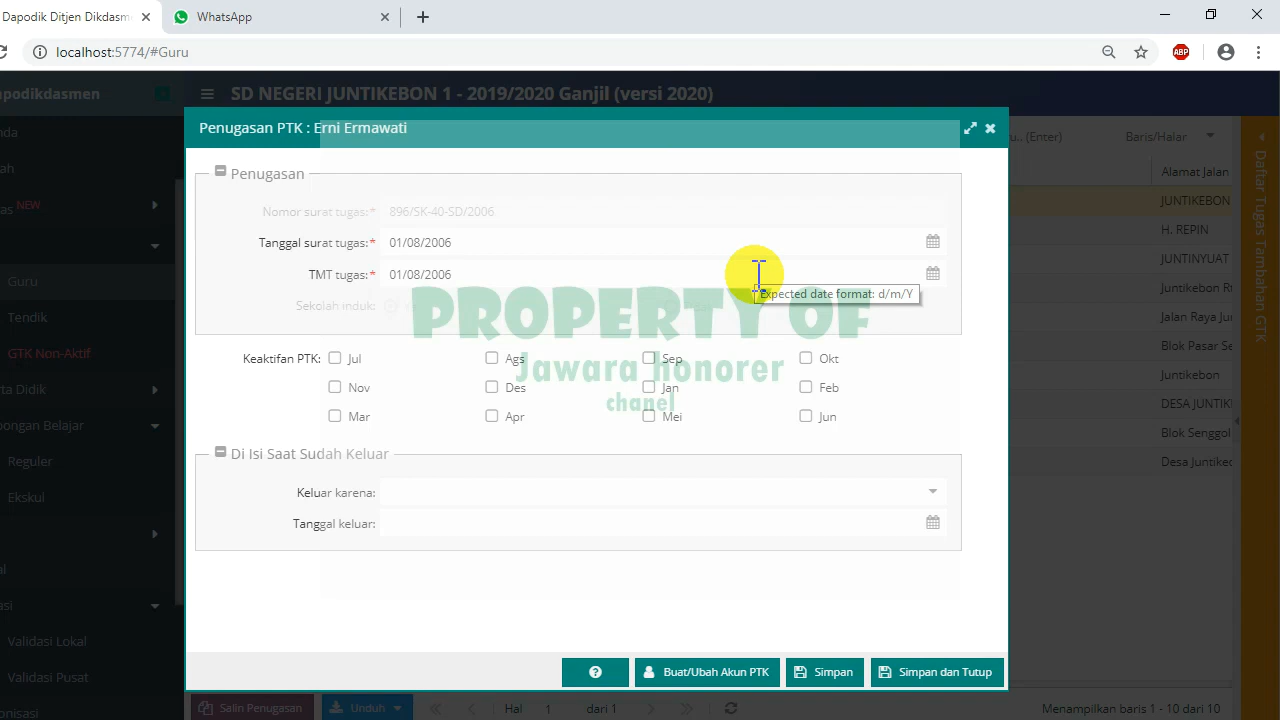 Dapodik Ditjen Dikdasm
WhatsApp
localhost:5774/#Guru
ABP
apodikdasmen
SD NEGERI JUNTIKEBON 1 - 2019/2020 Ganjil (versi 2020)
Penugasan PTK : Erni Ermawati
nda
u.. (Enter)
Baris/Halar
Daftar Tugas Tambahan GTK
ah
Penugasan
Alamat Jalan
as NEW
JUNTIKEBON
Nomor surat tugas:* 896/SK-40-SD/2006
H. REPIN
Tanggal surat tugas:* 01/08/2006
JUNTINYUAT
TMT tugas:* 01/08/2006
Guru
Juntikebon R
Expected date format: d/m/Y
Sekolah induk:
PROPERTY OF
Tendik
Jalan Raya Ju
GTK Non-Aktif
Blok Pasar Se
Keaktifan PTK: Jul Ags Sep Okt
Jawara honorer
Juntikebon
rta Didik
Nov Des Jan Feb
chanel
DESA JUNTIK
Mar Apr Mei Jun
bongan Belajar
Blok Senggol
Di Isi Saat Sudah Keluar
Reguler
Desa Juntikec
Keluar karena:
Ekskul
Tanggal keluar:
al
asi
Validasi Lokal
Buat/Ubah Akun PTK
Simpan
Simpan dan Tutup
Validasi Pusat
Salin Penugasan
Unduh
Hal 1 dari 1
Menampilkan baris 1 - 10 dari 10
onisasi